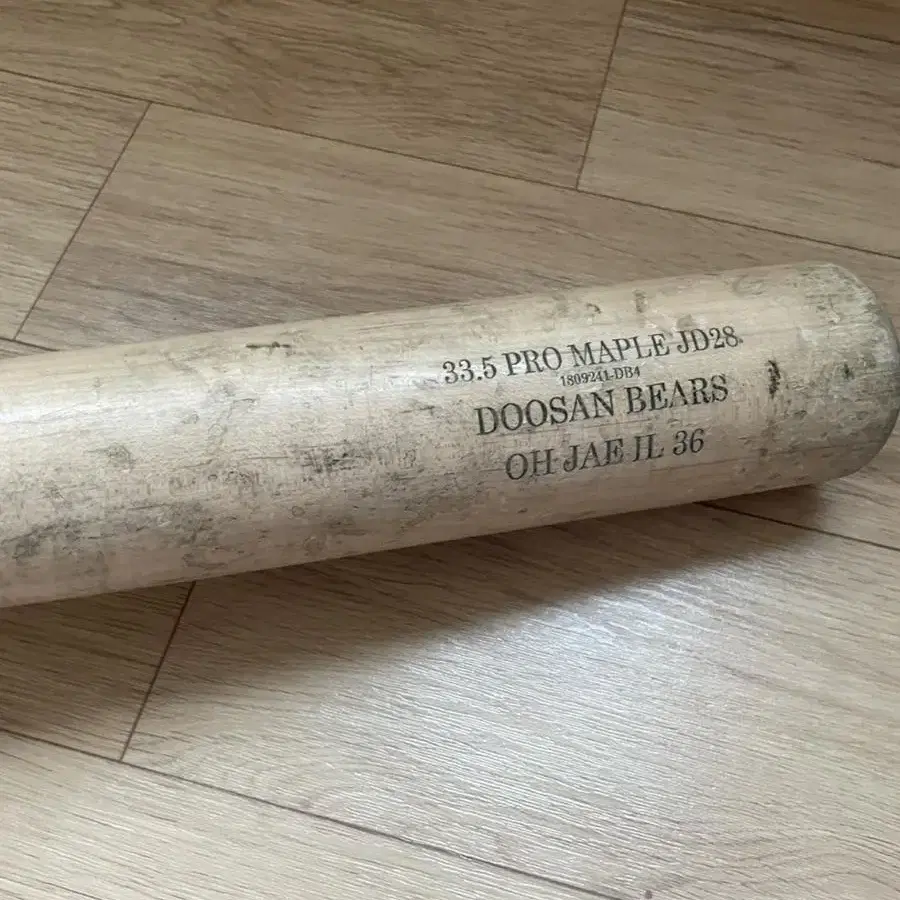 33.5 PRO MAPLE JD28
1809241-DB4
DOOSAN BEARS
OH JAE IL 36